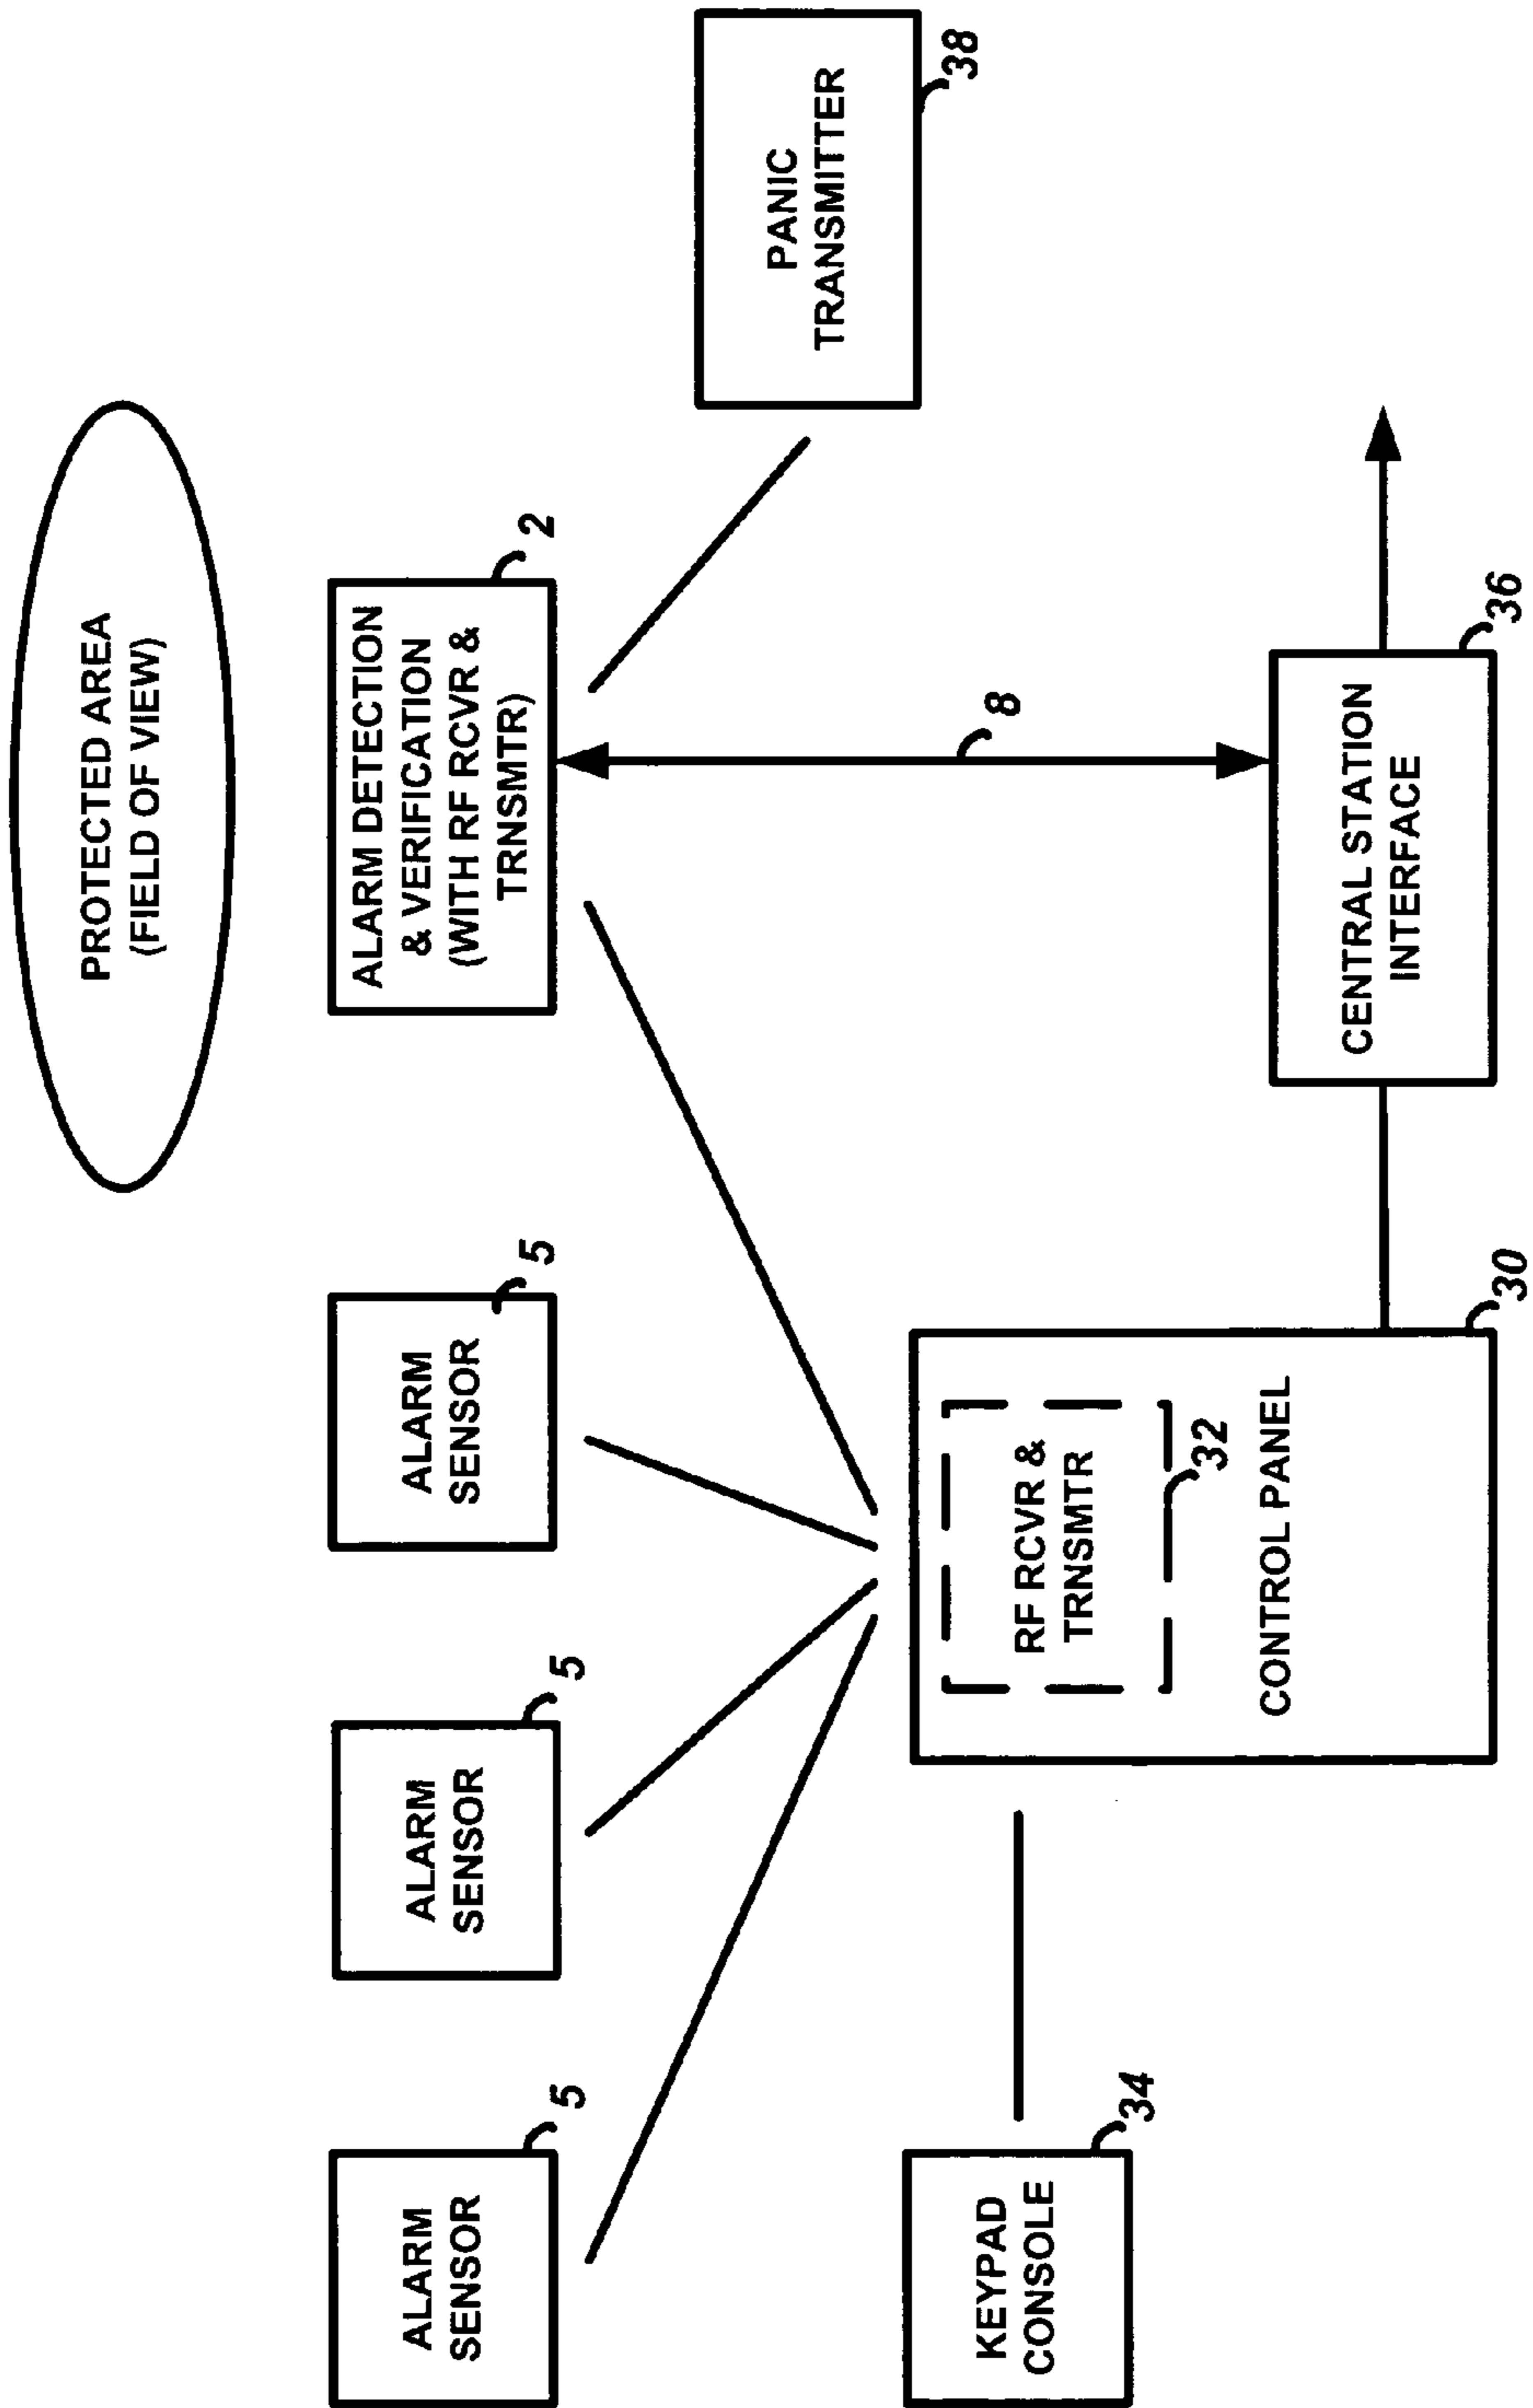 PROTECTED AREA
(FIELD OF VIEW)
ALARM
SENSOR
5
ALARM
SENSOR
5
ALARM
SENSOR
5
ALARM DETECTION
& VERIFICATION
(WITH RF RCVR &
TRNSMTR)
2
PANIC
TRANSMITTER
38
8
KEYPAD
CONSOLE
34
RF RCVR &
TRNSMTR
32
CONTROL PANEL
30
CENTRAL STATION
INTERFACE
36